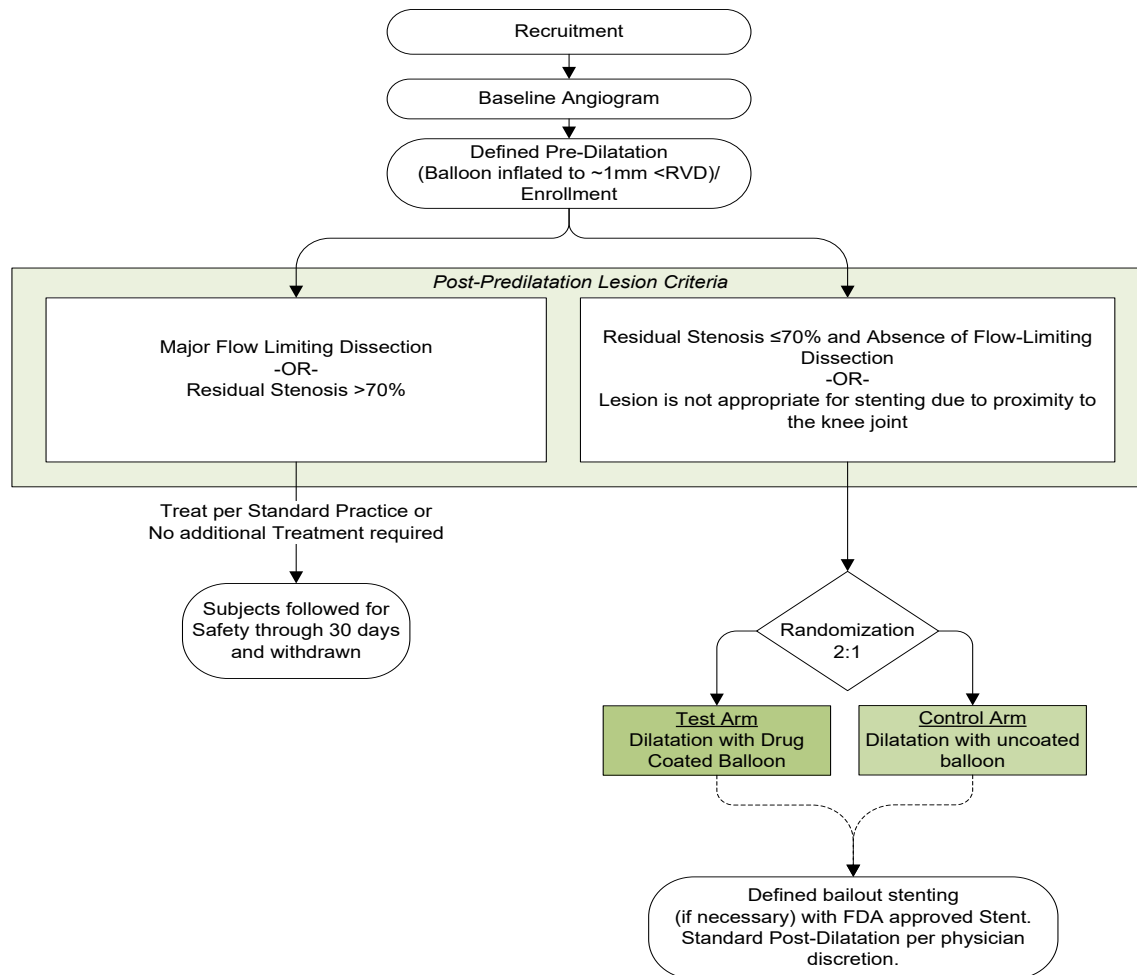 Recruitment
Baseline Angiogram
Defined Pre-Dilatation
(Balloon inflated to ~1mm <RVD)/
Enrollment
Post-Predilatation Lesion Criteria
Major Flow Limiting Dissection
-OR-
Residual Stenosis >70%
Residual Stenosis ≤70% and Absence of Flow-Limiting
Dissection
-OR-
Lesion is not appropriate for stenting due to proximity to
the knee joint
Treat per Standard Practice or
No additional Treatment required
Subjects followed for
Safety through 30 days
and withdrawn
Randomization
2:1
Test Arm
Dilatation with Drug
Coated Balloon
Control Arm
Dilatation with uncoated
balloon
Defined bailout stenting
(if necessary) with FDA approved Stent.
Standard Post-Dilatation per physician
discretion.